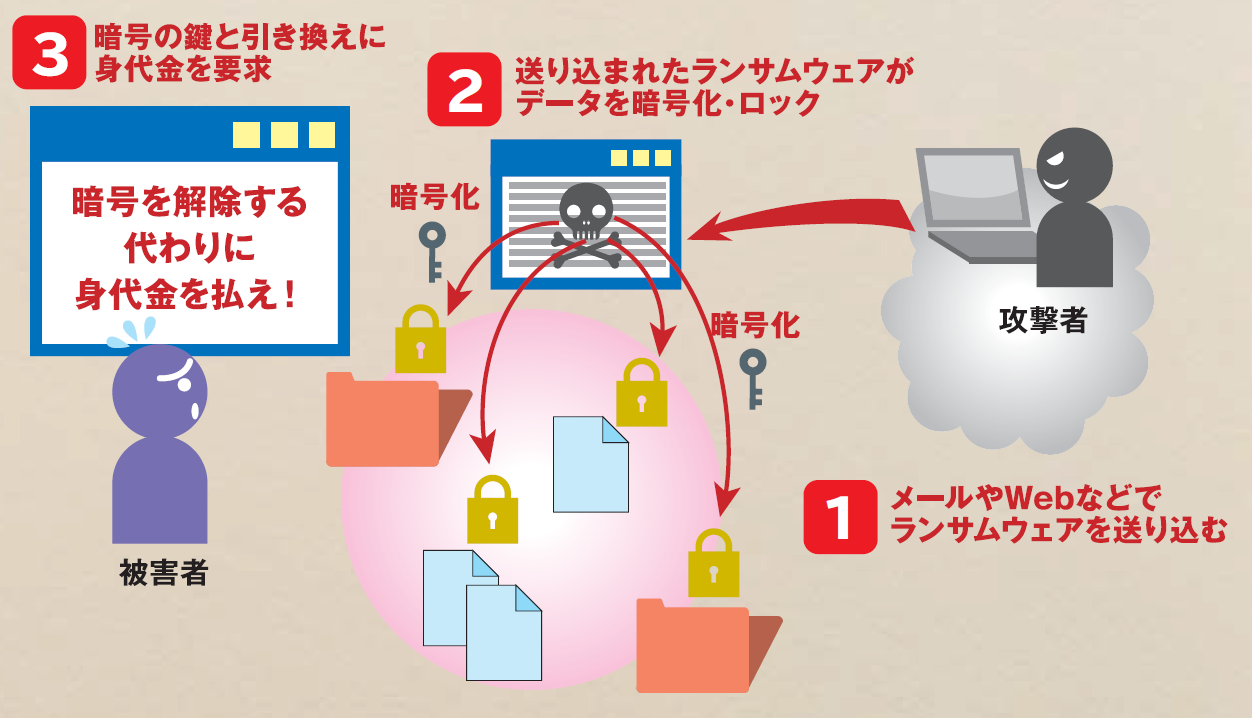 3
暗号の鍵と引き換えに
身代金を要求
2
送り込まれたランサムウェアが
データを暗号化・ロック
暗号を解除する
代わりに
身代金を払え！
暗号化
暗号化
攻撃者
被害者
1
メールやWebなどで
ランサムウェアを送り込む